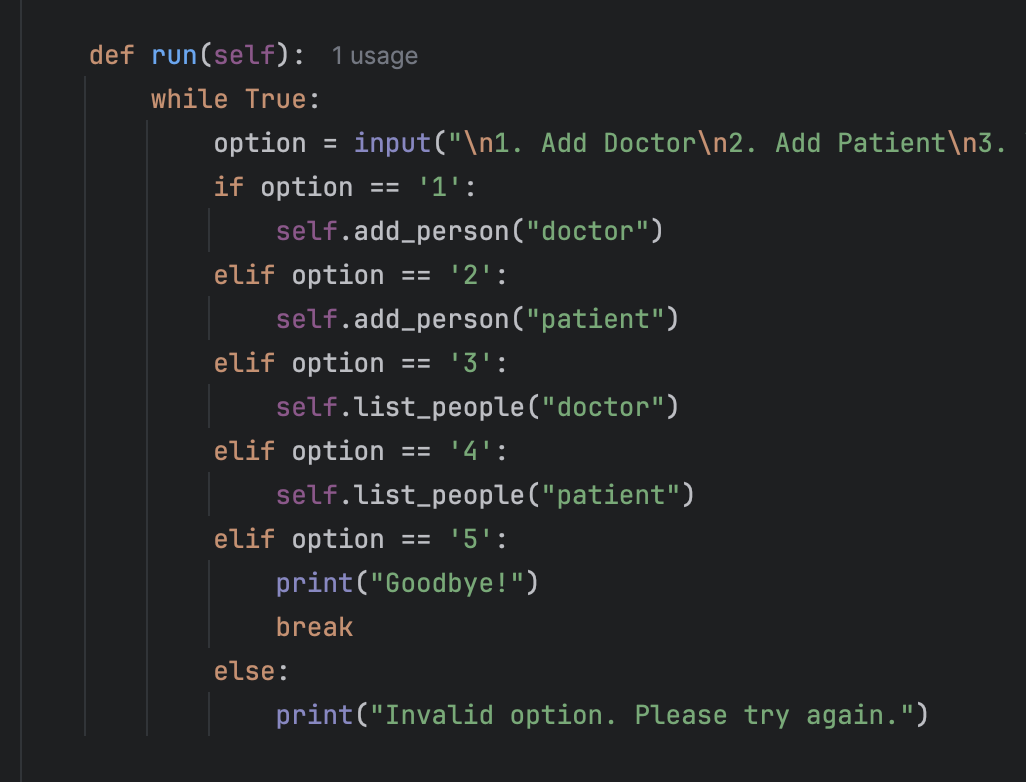 def run(self): 1 usage
while True:
option = input("\n1. Add Doctor\n2. Add Patient\n3.
if option == '1':
self.add_person("doctor")
elif option == '2':
self.add_person("patient")
elif option == '3':
self.list_people("doctor")
elif option == '4':
self.list_people("patient")
elif option == '5':
print("Goodbye!")
break
else:
print("Invalid option. Please try again.")